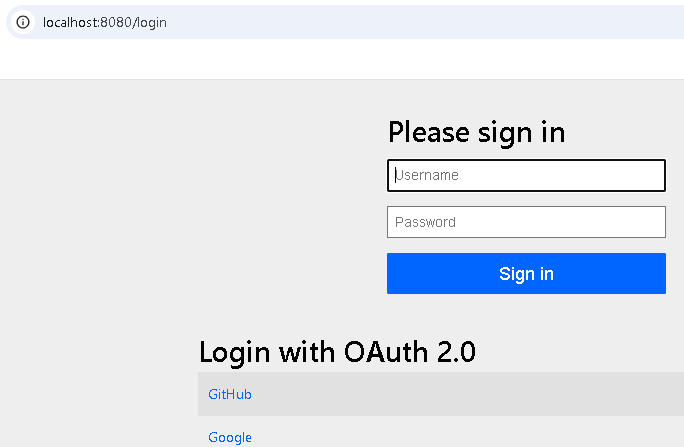 localhost:8080/login
Please sign in
Username
Password
Sign in
Login with OAuth 2.0
GitHub
Google